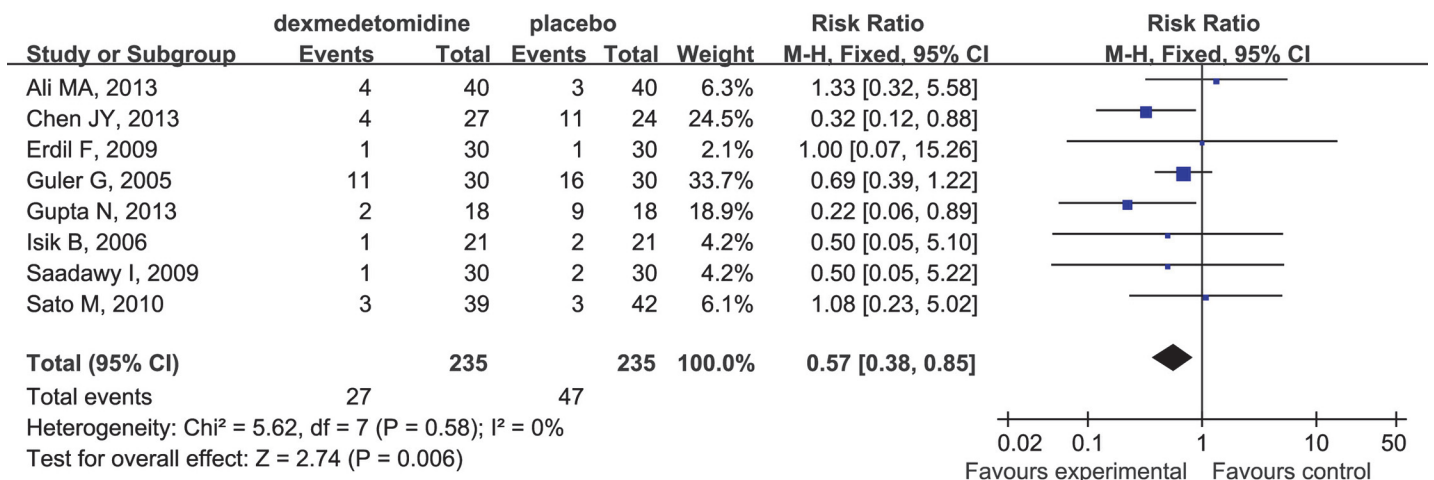 dexmedetomidine placebo Risk Ratio Risk Ratio
Study or Subgroup Events Total Events Total Weight M-H, Fixed, 95% CI M-H, Fixed, 95% CI
Ali MA, 2013 4 40 3 40 6.3% 1.33 [0.32, 5.58]
Chen JY, 2013 4 27 11 24 24.5% 0.32 [0.12, 0.88]
Erdil F, 2009 1 30 1 30 2.1% 1.00 [0.07, 15.26]
Guler G, 2005 11 30 16 30 33.7% 0.69 [0.39, 1.22]
Gupta N, 2013 2 18 9 18 18.9% 0.22 [0.06, 0.89]
Isik B, 2006 1 21 2 21 4.2% 0.50 [0.05, 5.10]
Saadawy I, 2009 1 30 2 30 4.2% 0.50 [0.05, 5.22]
Sato M, 2010 3 39 3 42 6.1% 1.08 [0.23, 5.02]
Total (95% CI) 235 235 100.0% 0.57 [0.38, 0.85]
Total events 27 47
Heterogeneity: Chi² = 5.62, df = 7 (P = 0.58); I² = 0%
Test for overall effect: Z = 2.74 (P = 0.006)
0.02 0.1 1 10 50
Favours experimental Favours control